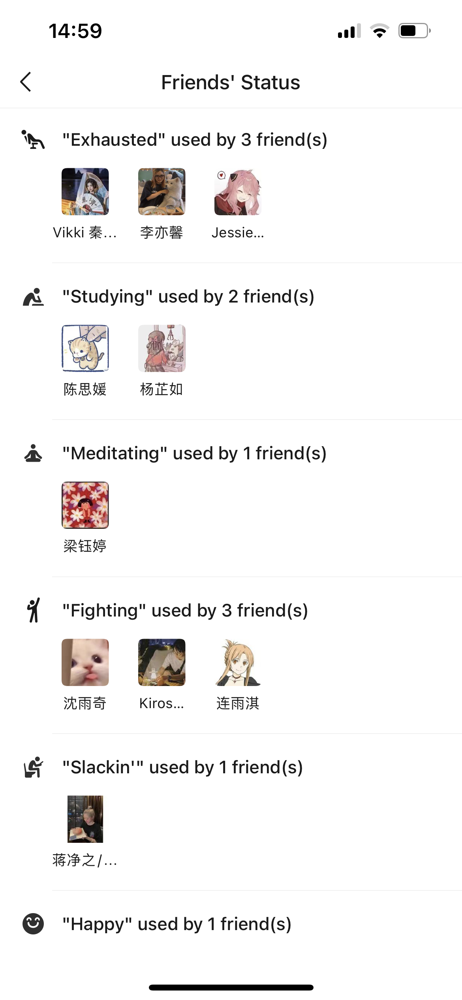 14:59
Friends' Status
"Exhausted" used by 3 friend(s)
Vikki 秦... 李亦馨 Jessie...
"Studying" used by 2 friend(s)
陈思媛 杨芷如
"Meditating" used by 1 friend(s)
梁钰婷
"Fighting" used by 3 friend(s)
沈雨奇 Kiros... 连雨淇
"Slackin'" used by 1 friend(s)
蒋净之/...
"Happy" used by 1 friend(s)